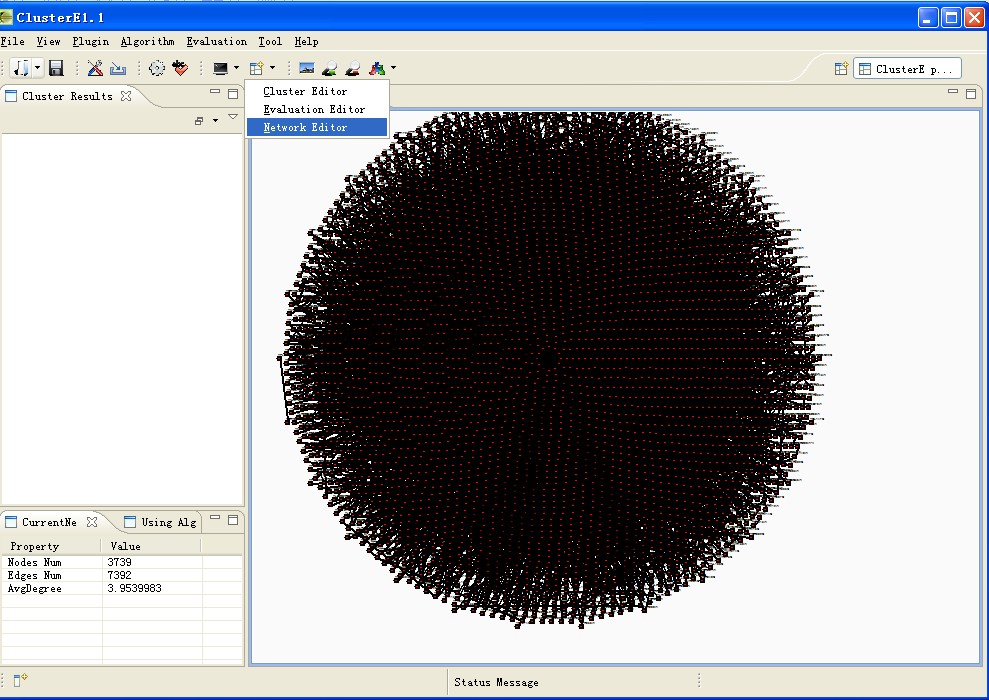 ClusterE1.1
File View Plugin Algorithm Evaluation Tool Help
ClusterE p...
Cluster Results
Cluster Editor
Evaluation Editor
Network Editor
CurrentNe
Using Alg
Property Value
Nodes Num 3739
Edges Num 7392
AvgDegree 3.9539983
Status Message